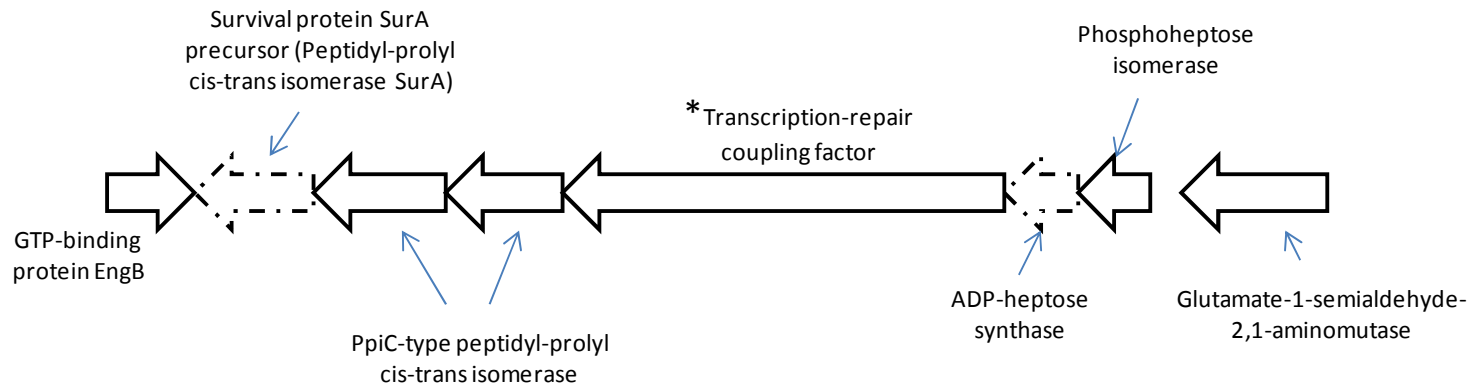 Survival protein SurA
precursor (Peptidyl-prolyl
cis-trans isomerase SurA)
Phosphoheptose
isomerase
*Transcription-repair
coupling factor
GTP-binding
protein EngB
ADP-heptose
synthase
Glutamate-1-semialdehyde-
2,1-aminomutase
PpiC-type peptidyl-prolyl
cis-trans isomerase